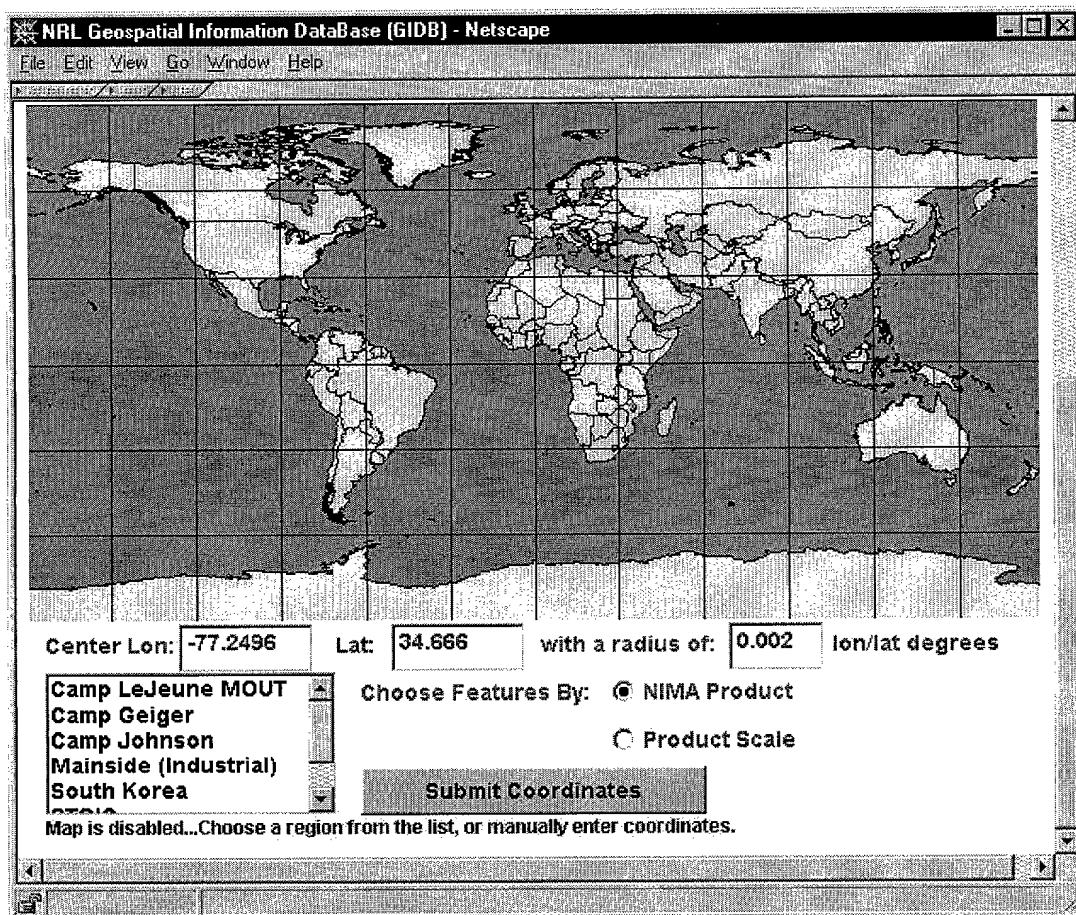 NRL Geospatial Information DataBase (GIDB) - Netscape
File Edit View Go Window Help
Center Lon: -77.2496 Lat: 34.666 with a radius of: 0.002 lon/lat degrees
Camp LeJeune MOUT
Camp Geiger
Camp Johnson
Mainside (Industrial)
South Korea
Choose Features By: NIMA Product
Product Scale
Submit Coordinates
Map is disabled...Choose a region from the list, or manually enter coordinates.